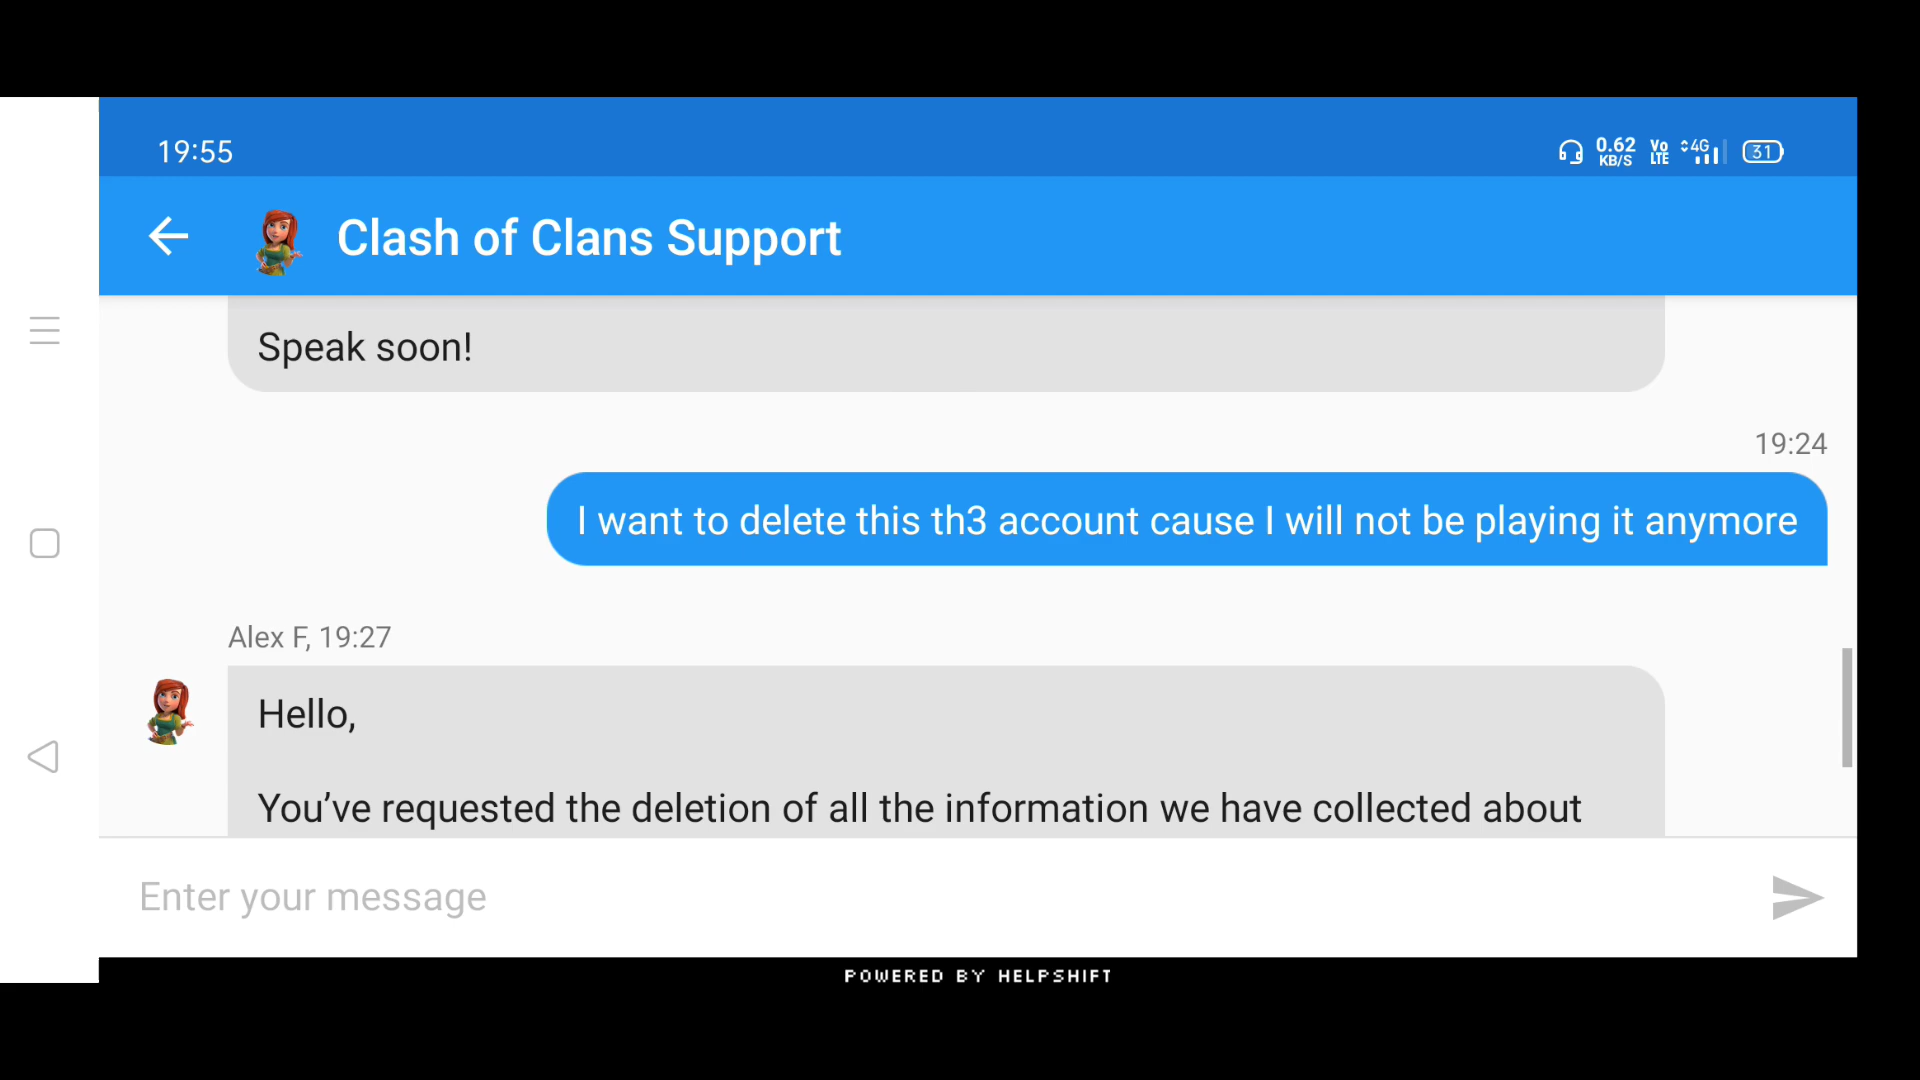 19:55
0.62 KB/S Vo LTE 4G 31
Clash of Clans Support
Speak soon!
19:24
I want to delete this th3 account cause I will not be playing it anymore
Alex F, 19:27
Hello,
You’ve requested the deletion of all the information we have collected about
Enter your message
POWERED BY HELPSHIFT